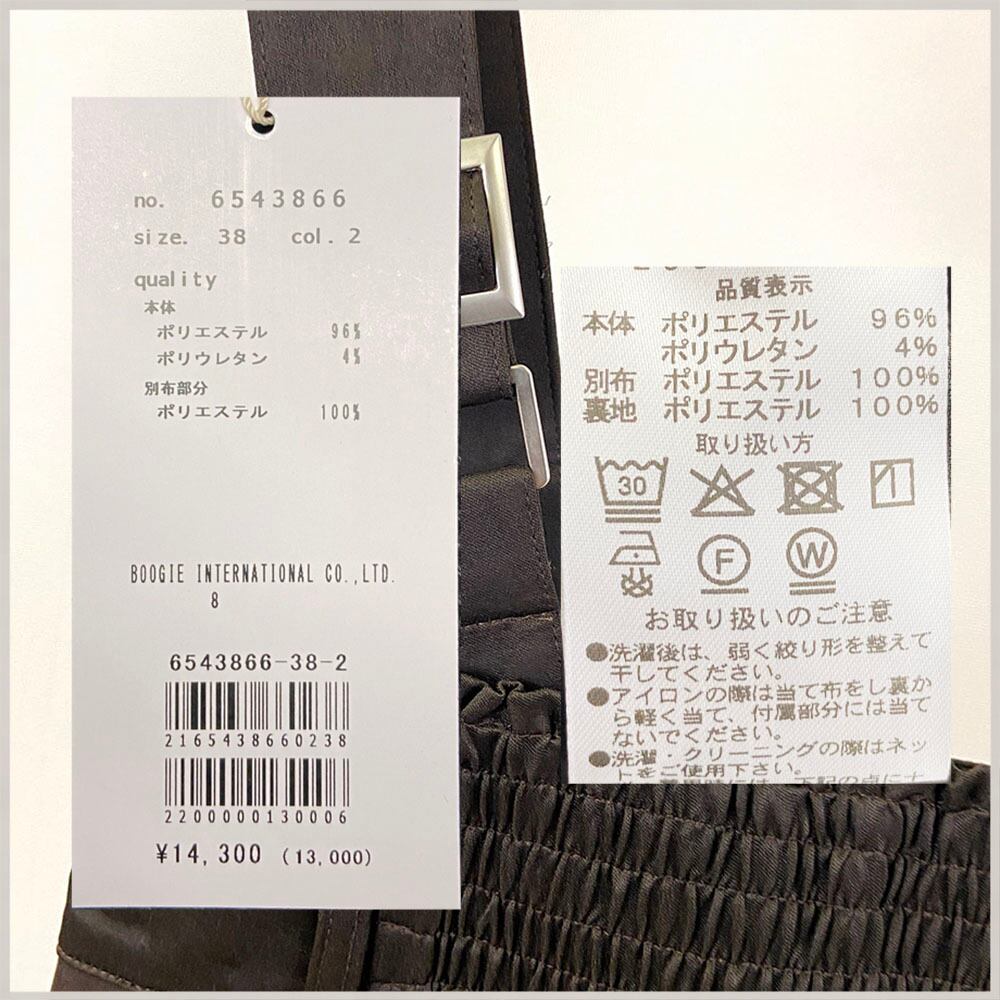 no. 6543866
size. 38 col. 2
quality
本体
ポリエステル 96%
ポリウレタン 4%
別布部分
ポリエステル 100%
BOOGIE INTERNATIONAL CO.,LTD.
8
6543866-38-2
2165438660238
2200000130006
¥14,300 (13,000)
品質表示
本体 ポリエステル 96%
ポリウレタン 4%
別布 ポリエステル 100%
裏地 ポリエステル 100%
取り扱い方
30
F
W
お取り扱いのご注意
●洗濯後は、弱く絞り形を整えて
干してください。
●アイロンの際は当て布をし裏か
ら軽く当て、付属部分には当て
ないでください。
●洗濯・クリーニングの際はネッ
トをご使用下さい。